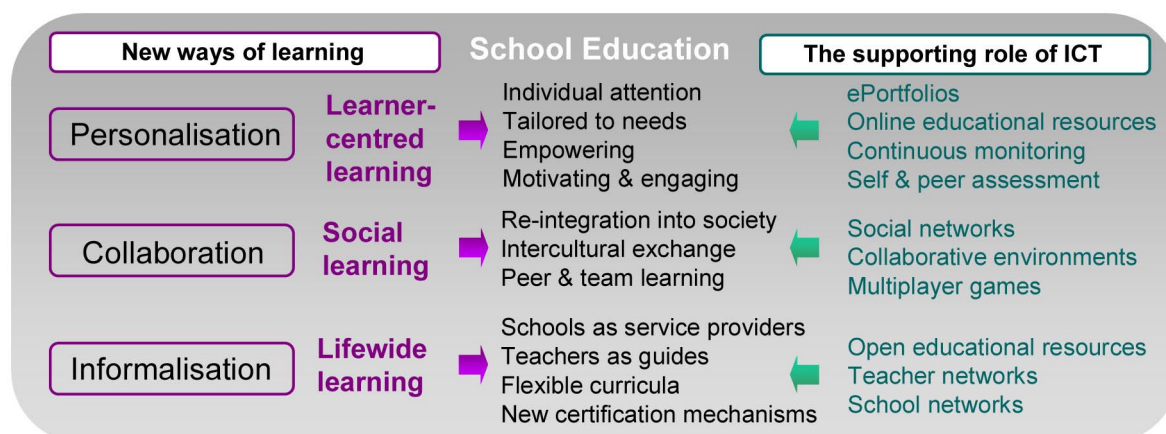 New ways of learning
School Education
The supporting role of ICT
Personalisation
Learner-
centred
learning
Individual attention
Tailored to needs
Empowering
Motivating & engaging
ePortfolios
Online educational resources
Continuous monitoring
Self & peer assessment
Collaboration
Social
learning
Re-integration into society
Intercultural exchange
Peer & team learning
Social networks
Collaborative environments
Multiplayer games
Informalisation
Lifewide
learning
Schools as service providers
Teachers as guides
Flexible curricula
New certification mechanisms
Open educational resources
Teacher networks
School networks